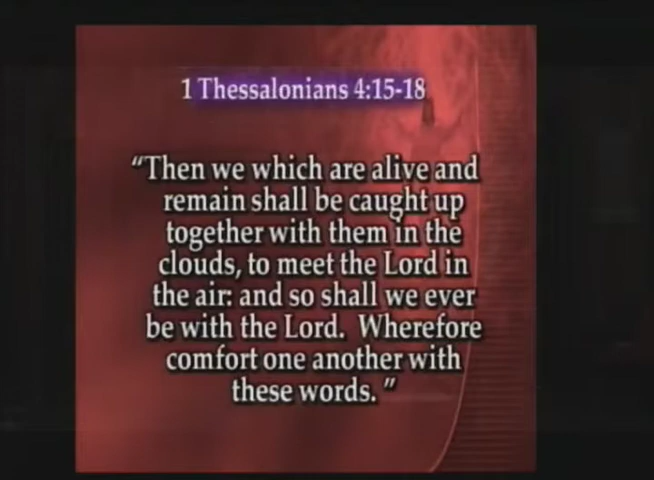 1 Thessalonians 4:15-18
“Then we which are alive and
remain shall be caught up
together with them in the
clouds, to meet the Lord in
the air: and so shall we ever
be with the Lord. Wherefore
comfort one another with
these words. ”